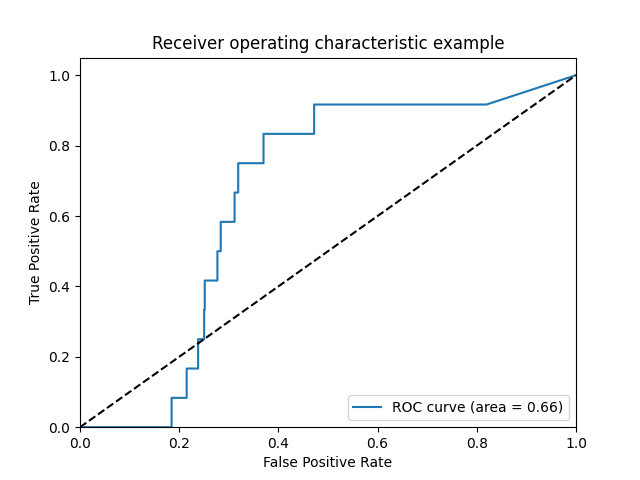 Receiver operating characteristic example
True Positive Rate
1.0
0.8
0.6
0.4
0.2
0.0
ROC curve (area = 0.66)
0.0 0.2 0.4 0.6 0.8 1.0
False Positive Rate